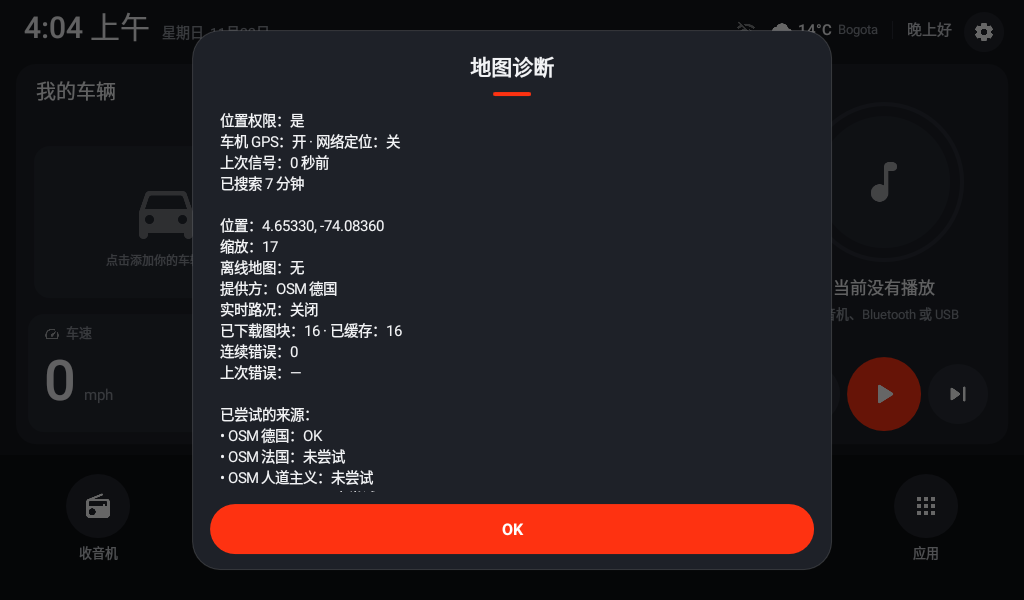 4:04 上午
星期日
14°C Bogota
晚上好
我的车辆
地图诊断
位置权限：是
车机 GPS：开 · 网络定位：关
上次信号：0 秒前
已搜索 7 分钟
位置：4.65330, -74.08360
缩放：17
离线地图：无
提供方：OSM 德国
实时路况：关闭
已下载图块：16 · 已缓存：16
连续错误：0
上次错误：—
已尝试的来源：
• OSM 德国：OK
• OSM 法国：未尝试
• OSM 人道主义：未尝试
OK
点击添加你的车
车速
0 mph
当前没有播放
机、Bluetooth 或 USB
收音机
应用